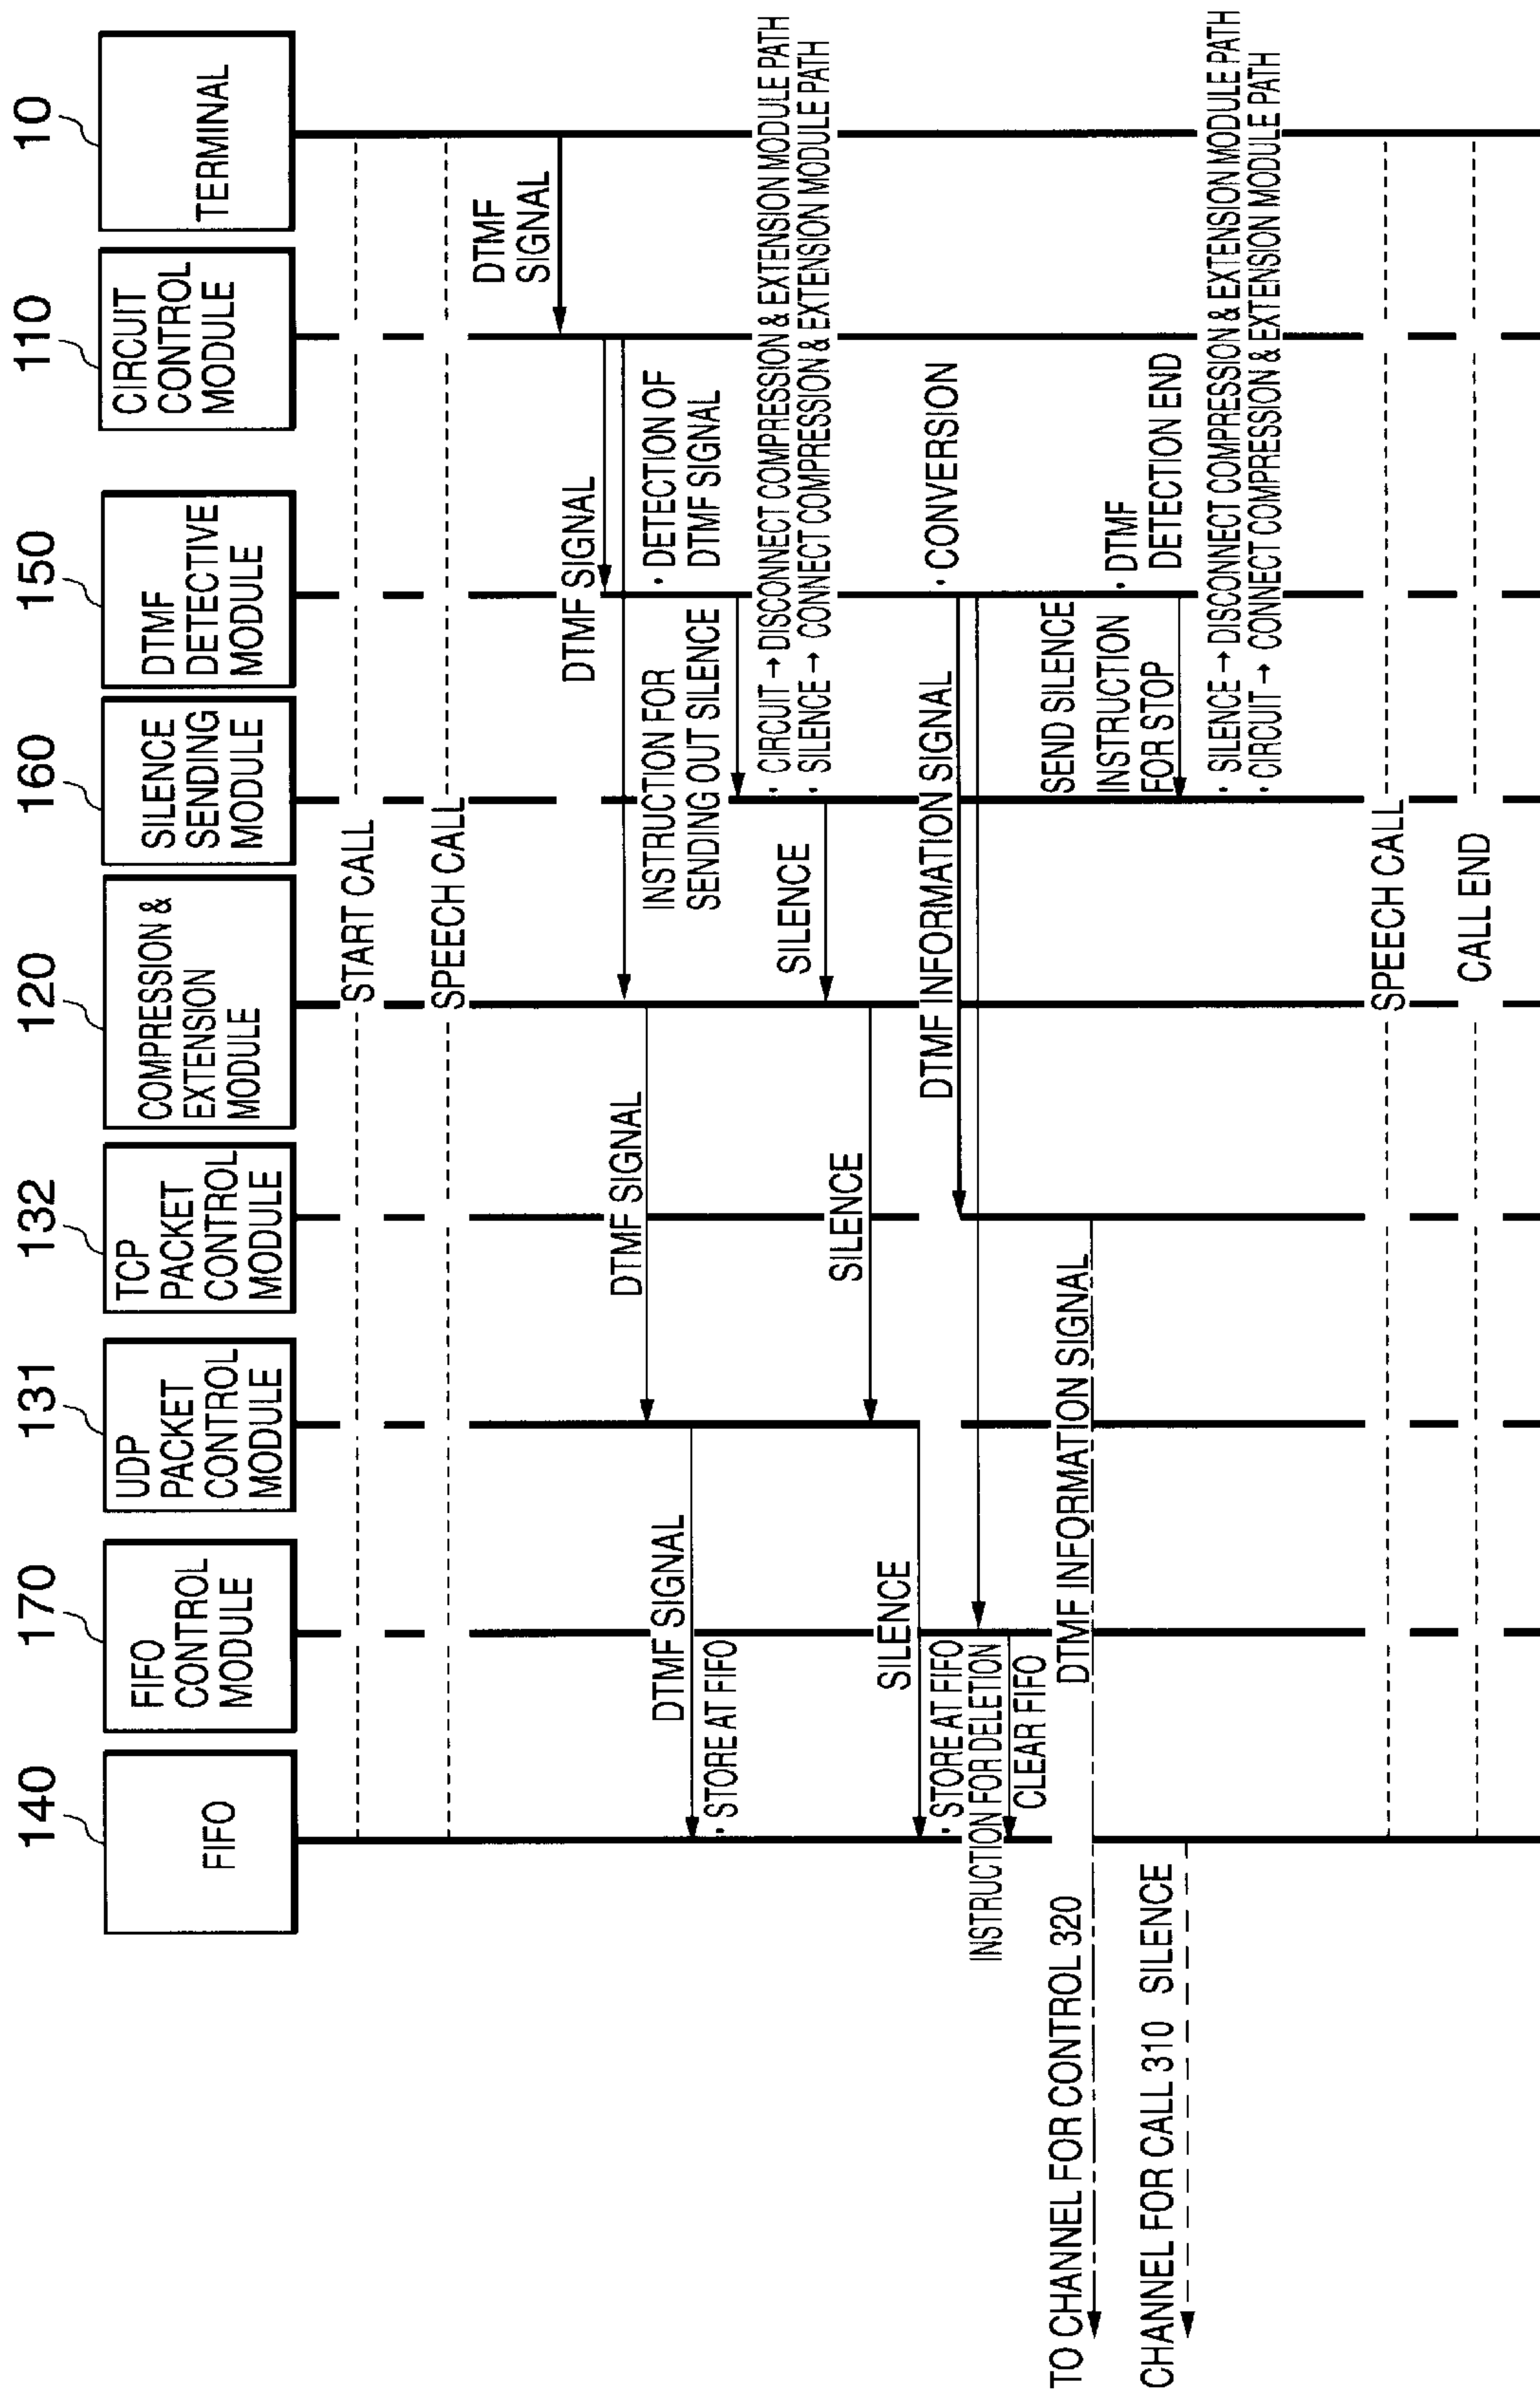 140
170
131
132
120
160
150
110
10
FIFO
FIFO
CONTROL
MODULE
UDP
PACKET
CONTROL
MODULE
TCP
PACKET
CONTROL
MODULE
COMPRESSION &
EXTENSION
MODULE
SILENCE
SENDING
MODULE
DTMF
DETECTIVE
MODULE
CIRCUIT
CONTROL
MODULE
TERMINAL
START CALL
SPEECH CALL
DTMF
SIGNAL
DTMF SIGNAL
· DETECTION OF
DTMF SIGNAL
DTMF SIGNAL
DTMF SIGNAL
· STORE AT FIFO
INSTRUCTION FOR
SENDING OUT SILENCE
· CIRCUIT → DISCONNECT COMPRESSION & EXTENSION MODULE PATH
· SILENCE → CONNECT COMPRESSION & EXTENSION MODULE PATH
SILENCE
SILENCE
SILENCE
· STORE AT FIFO
· CONVERSION
DTMF INFORMATION SIGNAL
INSTRUCTION FOR DELETION
CLEAR FIFO
DTMF INFORMATION SIGNAL
TO CHANNEL FOR CONTROL 320
SEND SILENCE
INSTRUCTION
FOR STOP
· DTMF
DETECTION END
CHANNEL FOR CALL 310 SILENCE
· SILENCE → DISCONNECT COMPRESSION & EXTENSION MODULE PATH
· CIRCUIT → CONNECT COMPRESSION & EXTENSION MODULE PATH
SPEECH CALL
CALL END